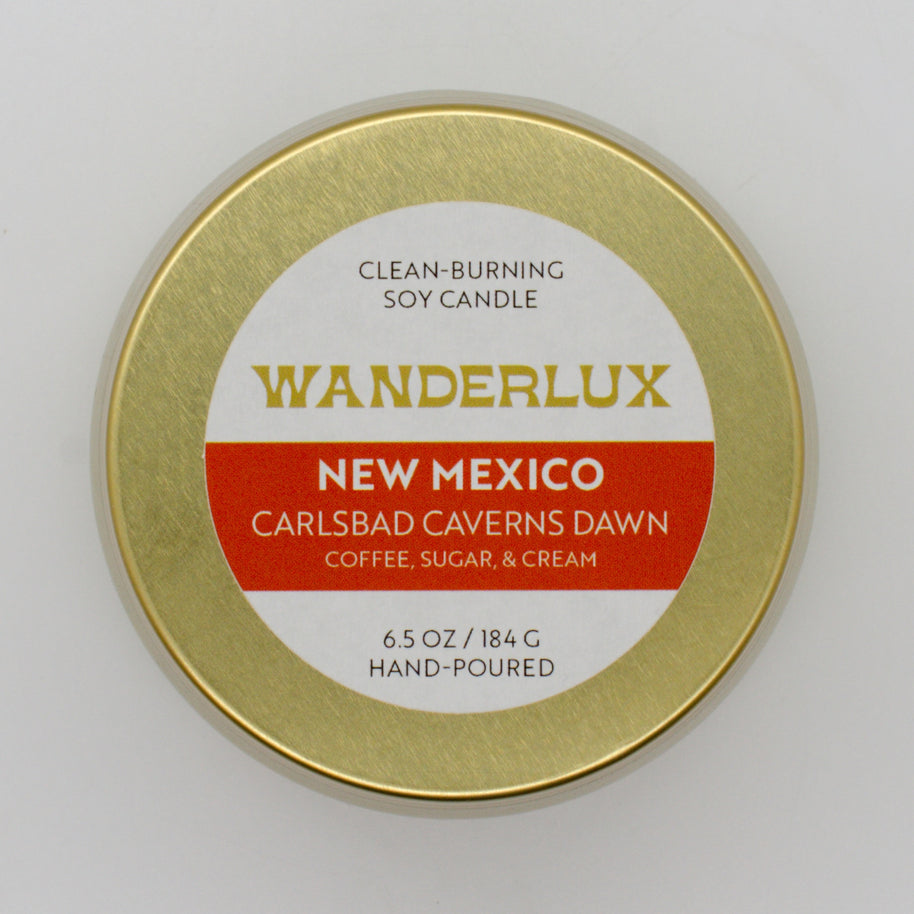 CLEAN-BURNING
SOY CANDLE
WANDERLUX
NEW MEXICO
CARLSBAD CAVERNS DAWN
COFFEE, SUGAR, & CREAM
6.5 OZ / 184 G
HAND-POURED